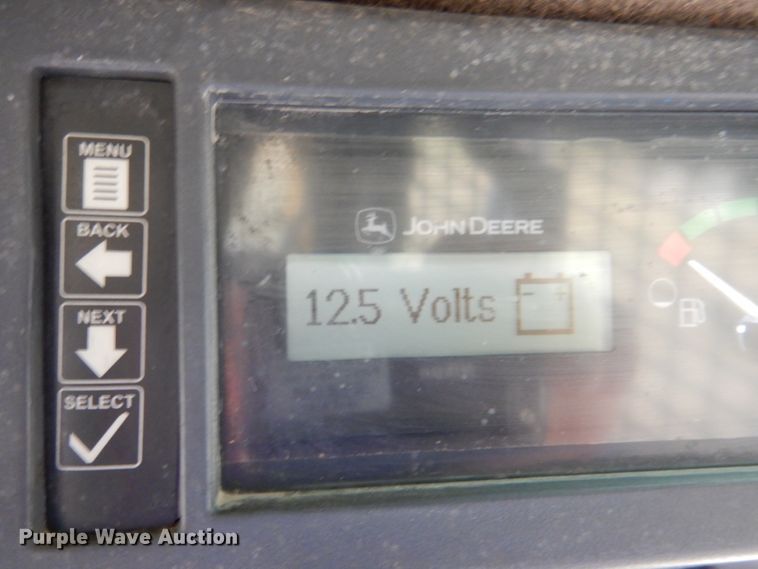 MENU
BACK
NEXT
SELECT
JOHN DEERE
12.5 Volts
Purple Wave Auction